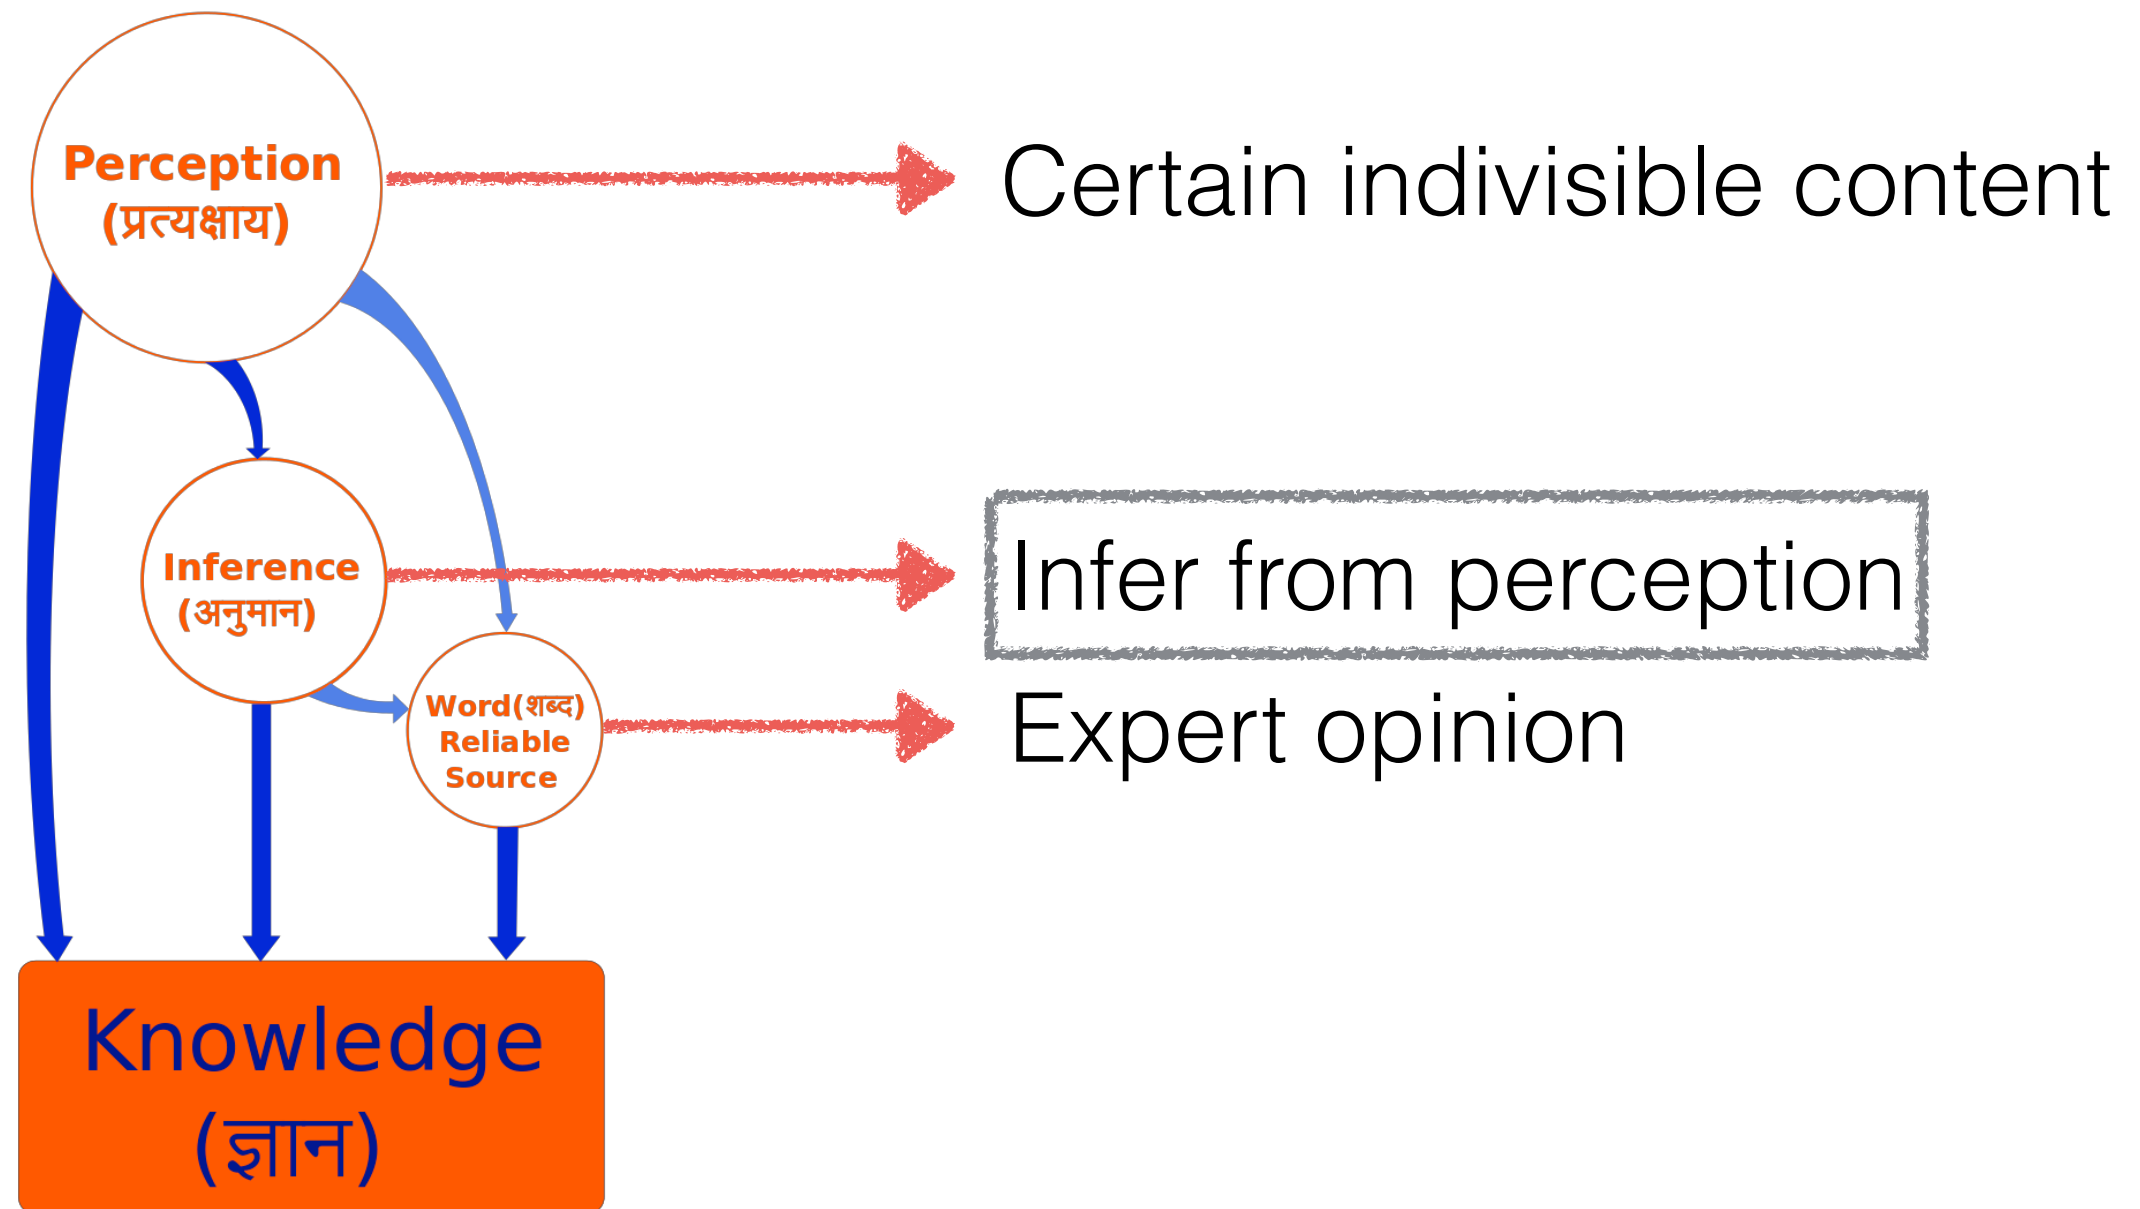 Perception
(प्रत्यक्षाय)
Certain indivisible content
Inference
(अनुमान)
Infer from perception
Word(शब्द)
Reliable
Source
Expert opinion
Knowledge
(ज्ञान)